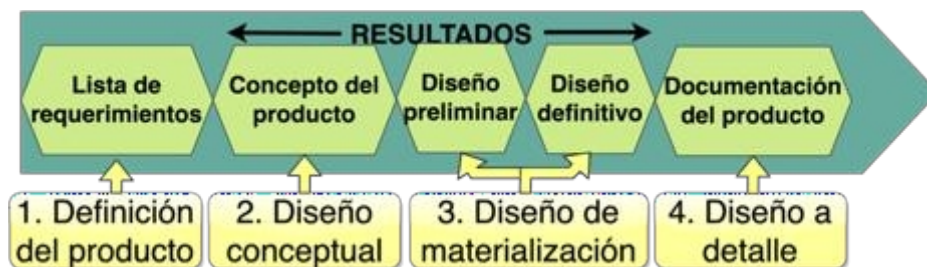 RESULTADOS
Lista de
requerimientos
Concepto del
producto
Diseño
preliminar
Diseño
definitivo
Documentación
del producto
1. Definición
del producto
2. Diseño
conceptual
3. Diseño de
materialización
4. Diseño a
detalle